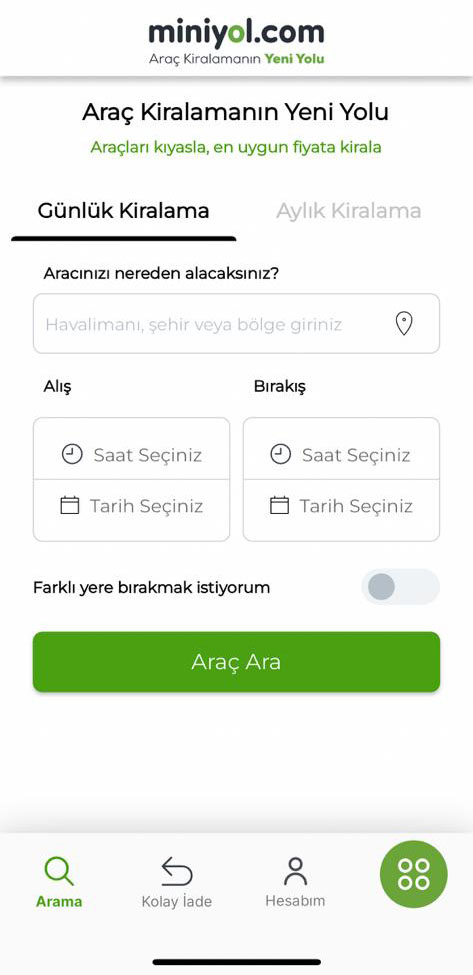 miniyol.com
Araç Kiralamanın Yeni Yolu
Araç Kiralamanın Yeni Yolu
Araçları kıyasla, en uygun fiyata kirala
Günlük Kiralama Aylık Kiralama
Aracınızı nereden alacaksınız?
Havalimanı, şehir veya bölge giriniz
Alış Bırakış
Saat Seçiniz Saat Seçiniz
Tarih Seçiniz Tarih Seçiniz
Farklı yere bırakmak istiyorum
Araç Ara
Arama Kolay İade Hesabım